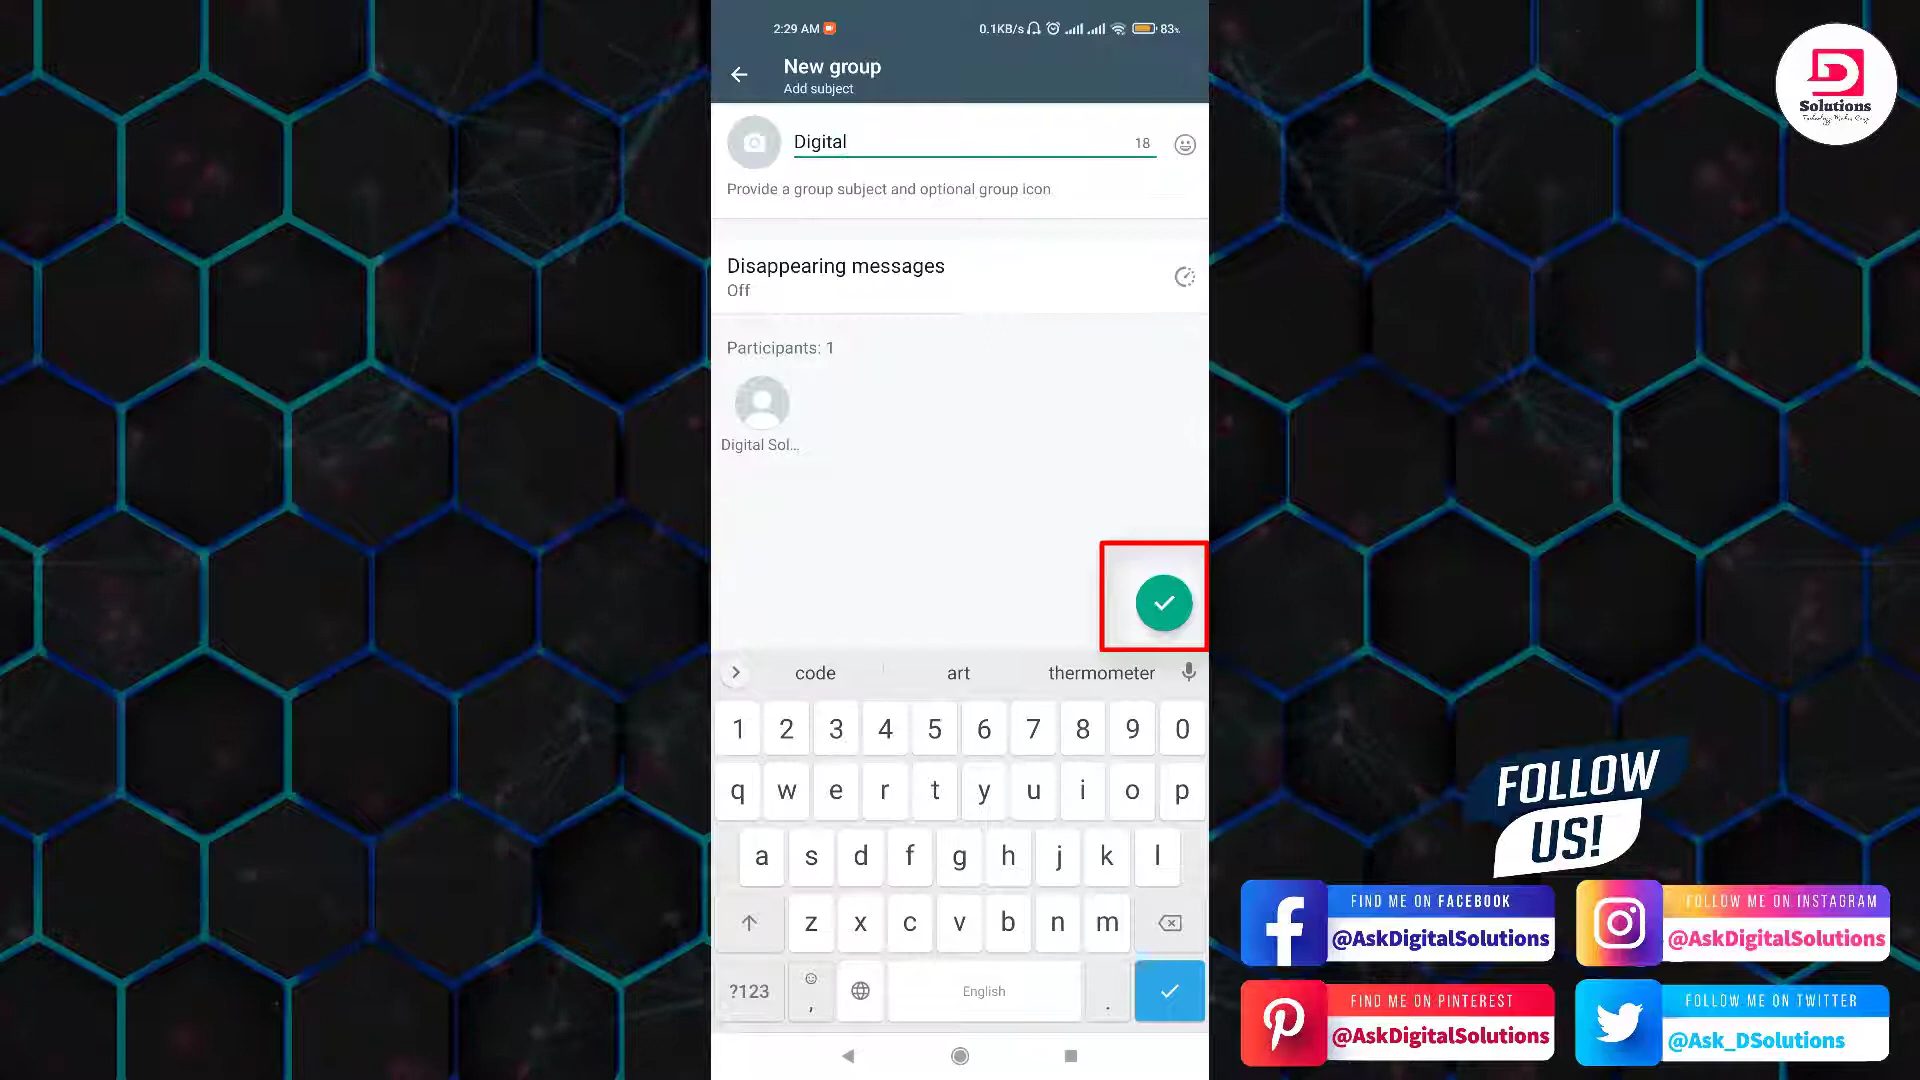 2:29 AM
0.1KB/s
83%
New group
Add subject
Digital
18
Provide a group subject and optional group icon
Disappearing messages
Off
Participants: 1
Digital Sol...
code
art
thermometer
1 2 3 4 5 6 7 8 9 0
q w e r t y u i o p
a s d f g h j k l
z x c v b n m
?123
,
English
.
D
Solutions
FOLLOW
US!
FIND ME ON FACEBOOK
@AskDigitalSolutions
FOLLOW ME ON INSTAGRAM
@AskDigitalSolutions
FIND ME ON PINTEREST
@AskDigitalSolutions
FOLLOW ME ON TWITTER
@Ask_DSolutions